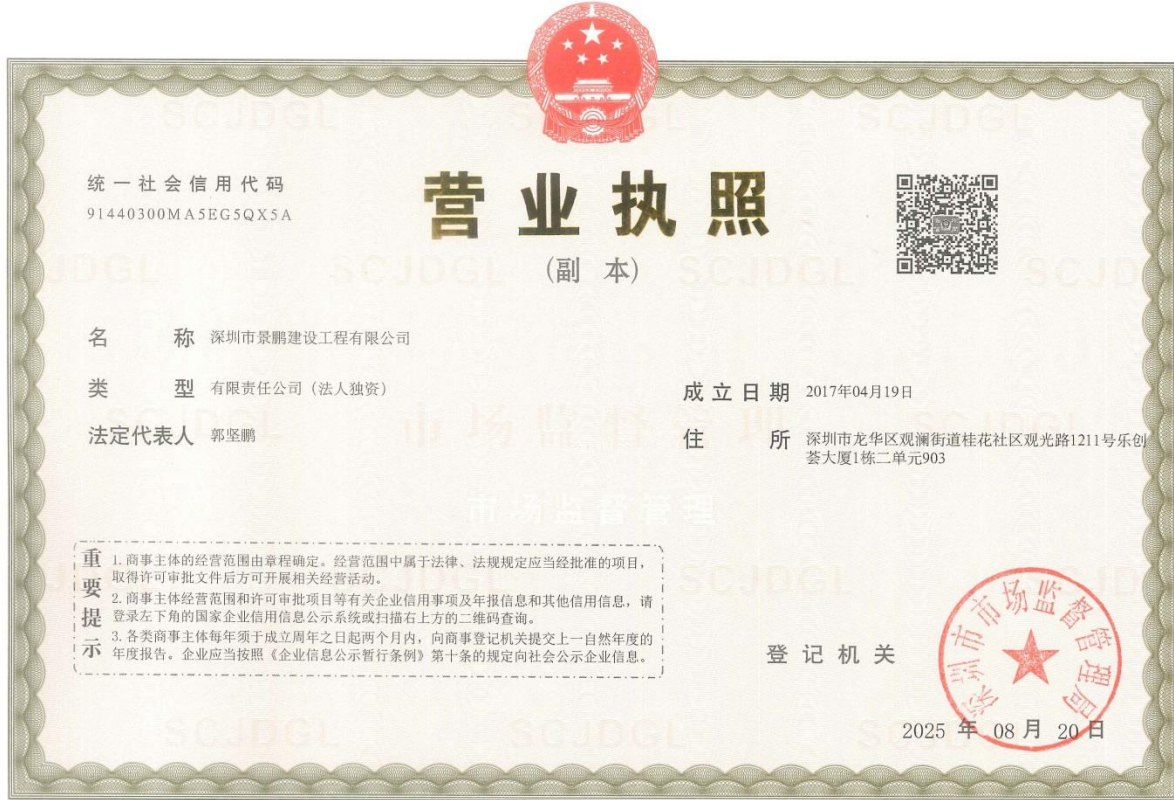 统一社会信用代码
91440300MA5EG5QX5A
营业执照
(副 本)
名 称 深圳市景鹏建设工程有限公司
类 型 有限责任公司（法人独资）
法定代表人 郭坚鹏
成立日期 2017年04月19日
住 所 深圳市龙华区观澜街道桂花社区观光路1211号乐创
荟大厦1栋二单元903
重要提示
1. 商事主体的经营范围由章程确定。经营范围中属于法律、法规规定应当经批准的项目，
取得许可审批文件后方可开展相关经营活动。
2. 商事主体经营范围和许可审批项目等有关企业信用事项及年报信息和其他信用信息，请
登录左下角的国家企业信用信息公示系统或扫描右上方的二维码查询。
3. 各类商事主体每年须于成立周年之日起两个月内，向商事登记机关提交上一自然年度的
年度报告。企业应当按照《企业信息公示暂行条例》第十条的规定向社会公示企业信息。
登记机关
深圳市市场监督管理局
2025 年 08 月 20 日
SCJDGL
市场监督管理